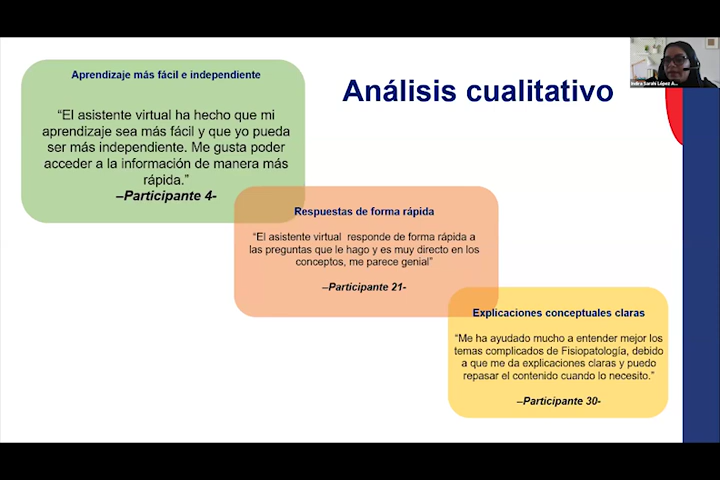 Análisis cualitativo
Aprendizaje más fácil e independiente
“El asistente virtual ha hecho que mi
aprendizaje sea más fácil y que yo pueda
ser más independiente. Me gusta poder
acceder a la información de manera más
rápida.”
–Participante 4-
Respuestas de forma rápida
“El asistente virtual responde de forma rápida a
las preguntas que le hago y es muy directo en los
conceptos, me parece genial”
–Participante 21-
Explicaciones conceptuales claras
“Me ha ayudado mucho a entender mejor los
temas complicados de Fisiopatología, debido
a que me da explicaciones claras y puedo
repasar el contenido cuando lo necesito.”
–Participante 30-
Indira Sarahi López A...